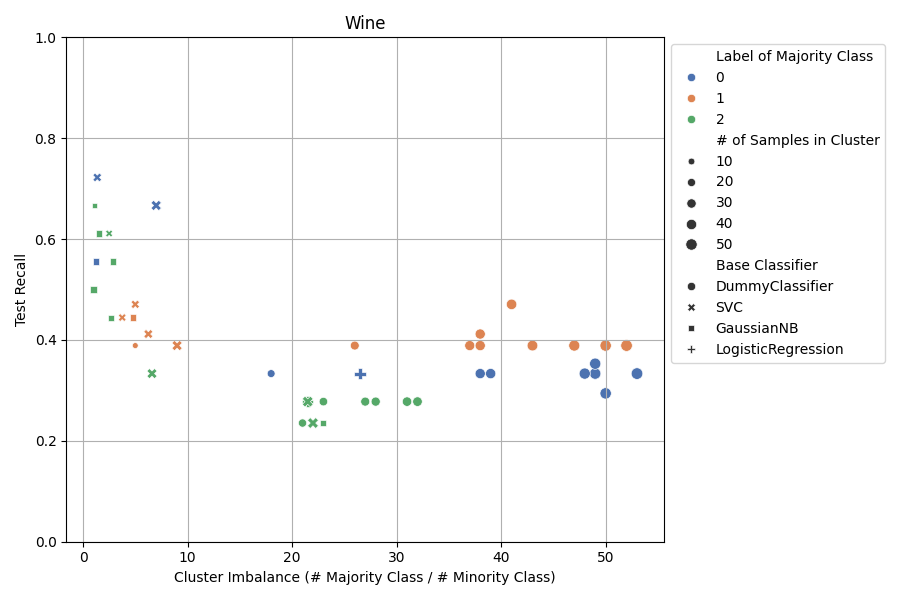 Wine
Test Recall
1.0
0.8
0.6
0.4
0.2
0.0
0
10
20
30
40
50
Cluster Imbalance (# Majority Class / # Minority Class)
Label of Majority Class
0
1
2
# of Samples in Cluster
10
20
30
40
50
Base Classifier
DummyClassifier
SVC
GaussianNB
LogisticRegression